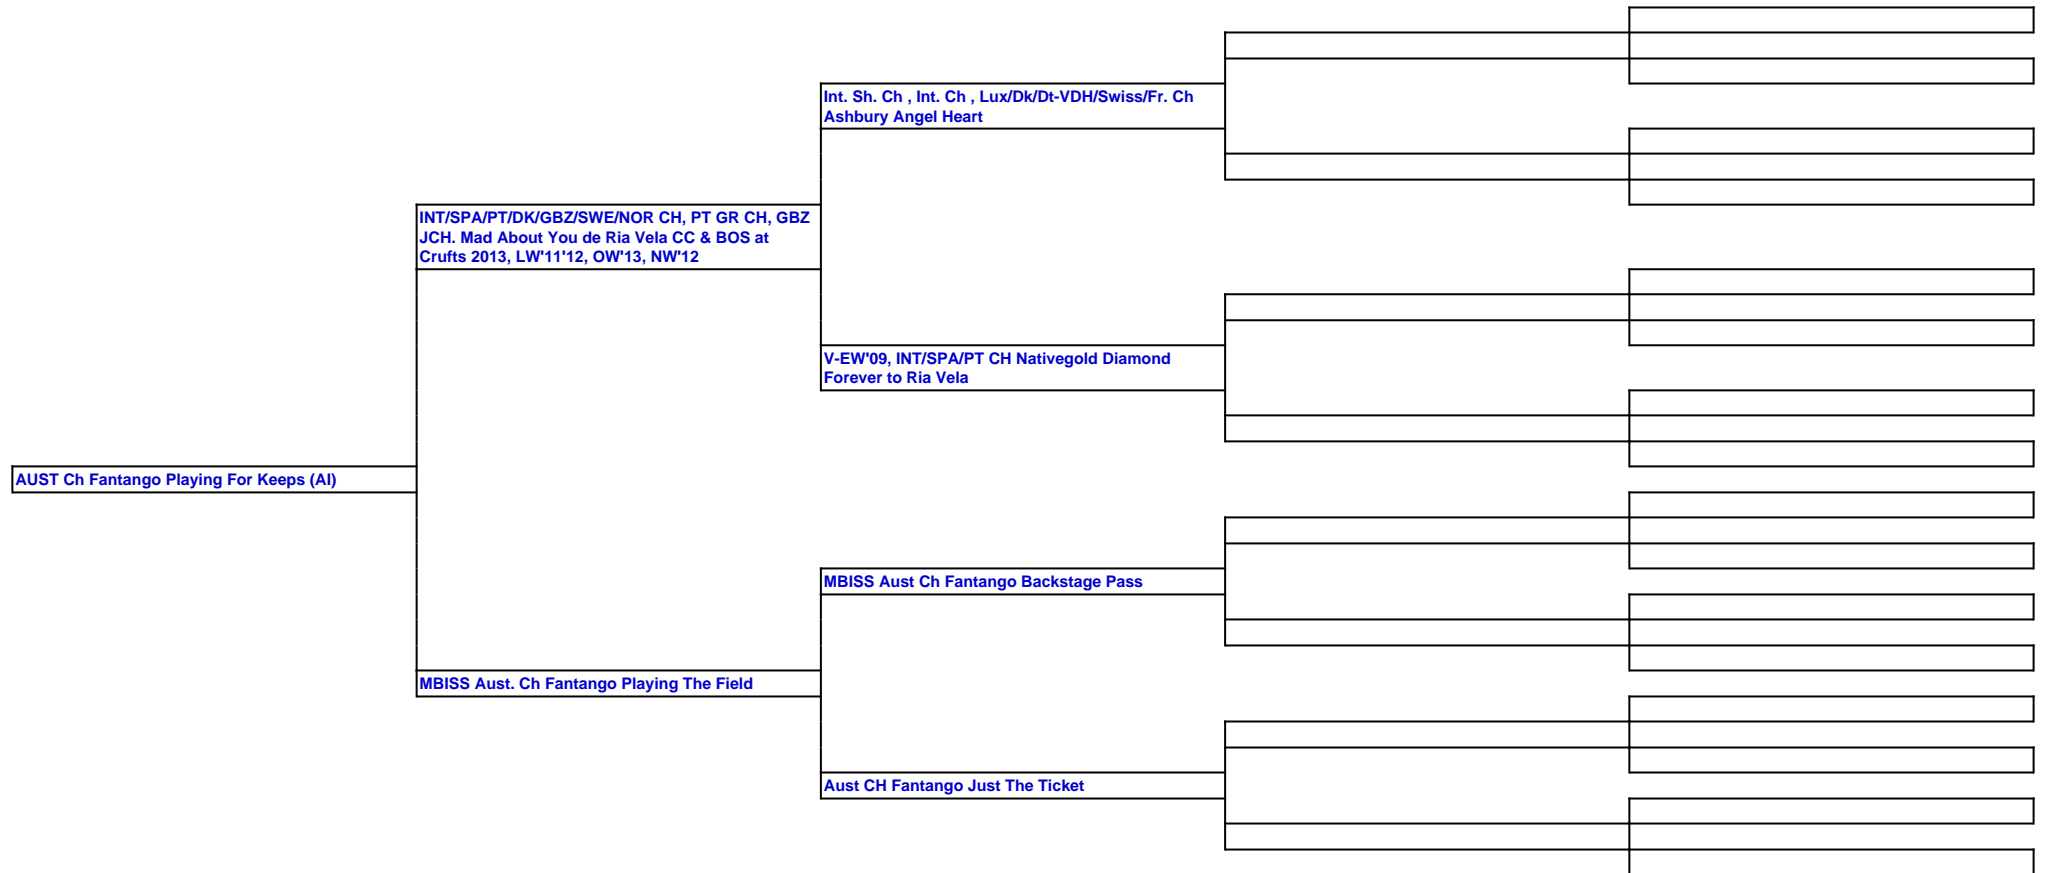 Int. Sh. Ch , Int. Ch , Lux/Dk/Dt-VDH/Swiss/Fr. Ch
Ashbury Angel Heart
INT/SPA/PT/DK/GBZ/SWE/NOR CH, PT GR CH, GBZ
JCH. Mad About You de Ria Vela CC & BOS at
Crufts 2013, LW'11'12, OW'13, NW'12
V-EW'09, INT/SPA/PT CH Nativegold Diamond
Forever to Ria Vela
AUST Ch Fantango Playing For Keeps (AI)
MBISS Aust Ch Fantango Backstage Pass
MBISS Aust. Ch Fantango Playing The Field
Aust CH Fantango Just The Ticket